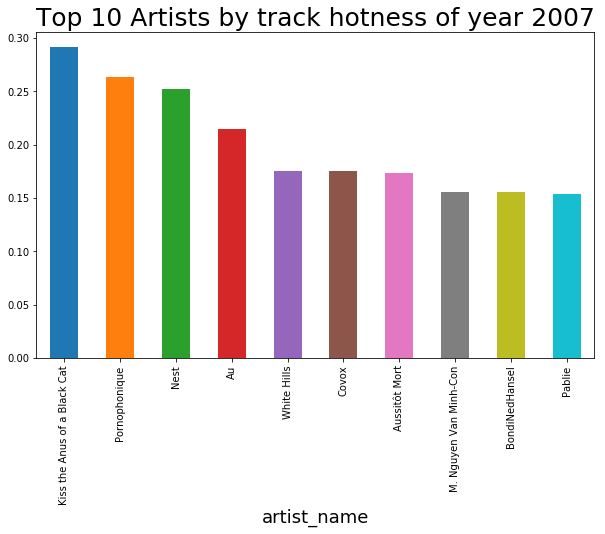 Top 10 Artists by track hotness of year 2007
0.30
0.25
0.20
0.15
0.10
0.05
0.00
Kiss the Anus of a Black Cat
Pornophonique
Nest
Au
White Hills
Covox
Aussitôt Mort
M. Nguyen Van Minh-Con
BondiNedHansel
Pablie
artist_name